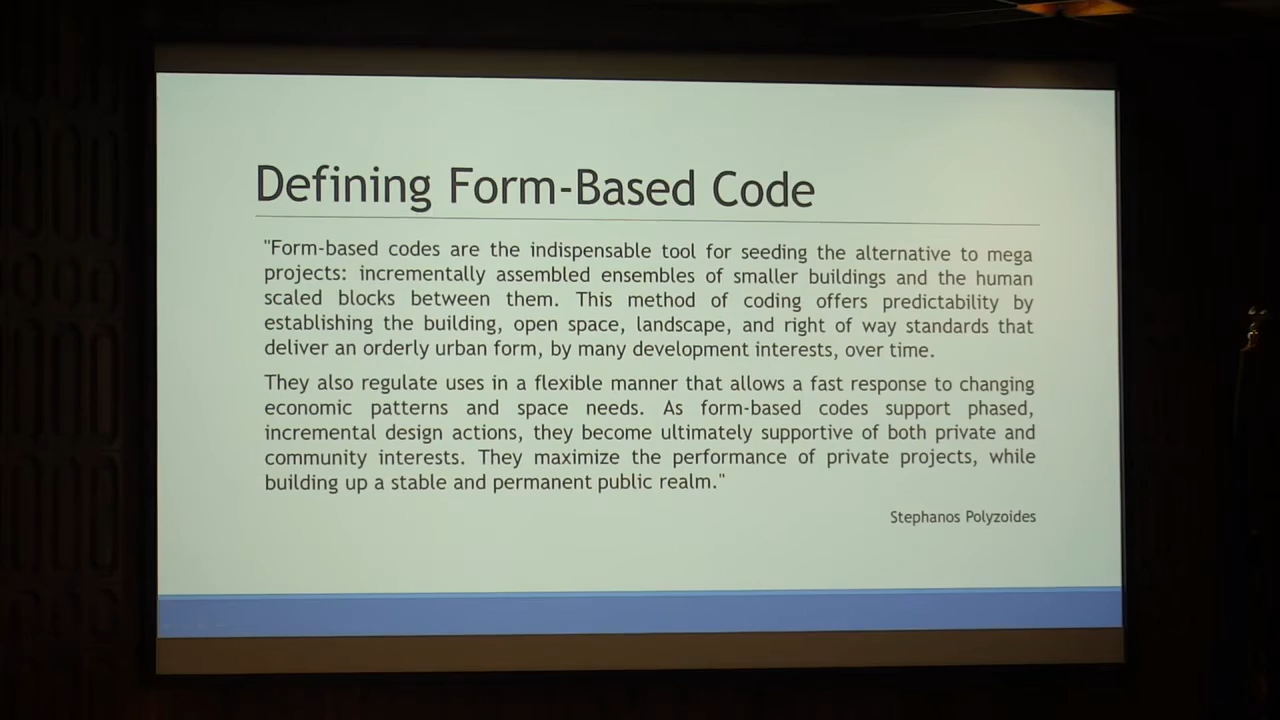 Defining Form-Based Code
"Form-based codes are the indispensable tool for seeding the alternative to mega
projects: incrementally assembled ensembles of smaller buildings and the human
scaled blocks between them. This method of coding offers predictability by
establishing the building, open space, landscape, and right of way standards that
deliver an orderly urban form, by many development interests, over time.
They also regulate uses in a flexible manner that allows a fast response to changing
economic patterns and space needs. As form-based codes support phased,
incremental design actions, they become ultimately supportive of both private and
community interests. They maximize the performance of private projects, while
building up a stable and permanent public realm."
Stephanos Polyzoides